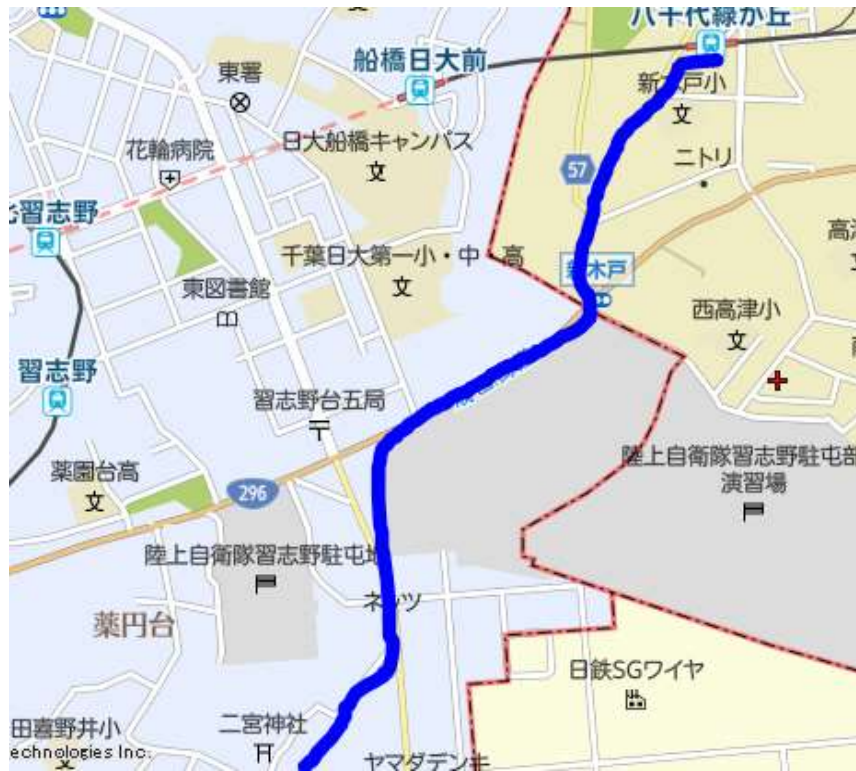 八千代緑が丘
船橋日大前
東署
新木戸小
日大船橋キャンパス
花輪病院
ニトリ
57
習志野
千葉日大第一小・中・高
東図書館
新木戸
西高津小
習志野
習志野台五局
薬園台高
296
陸上自衛隊習志野駐屯部
演習場
陸上自衛隊習志野駐屯地
ネッツ
薬円台
日鉄SGワイヤ
田喜野井小
二宮神社
echnologies Inc.
ヤマダデンキ